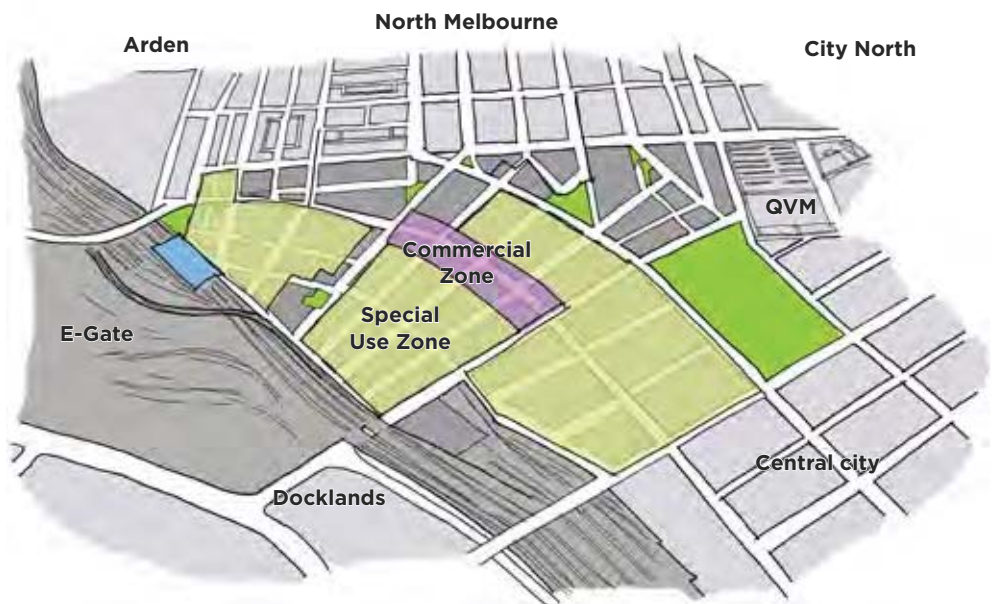 North Melbourne
Arden
City North
QVM
Commercial
Zone
Special
Use Zone
E-Gate
Central city
Docklands